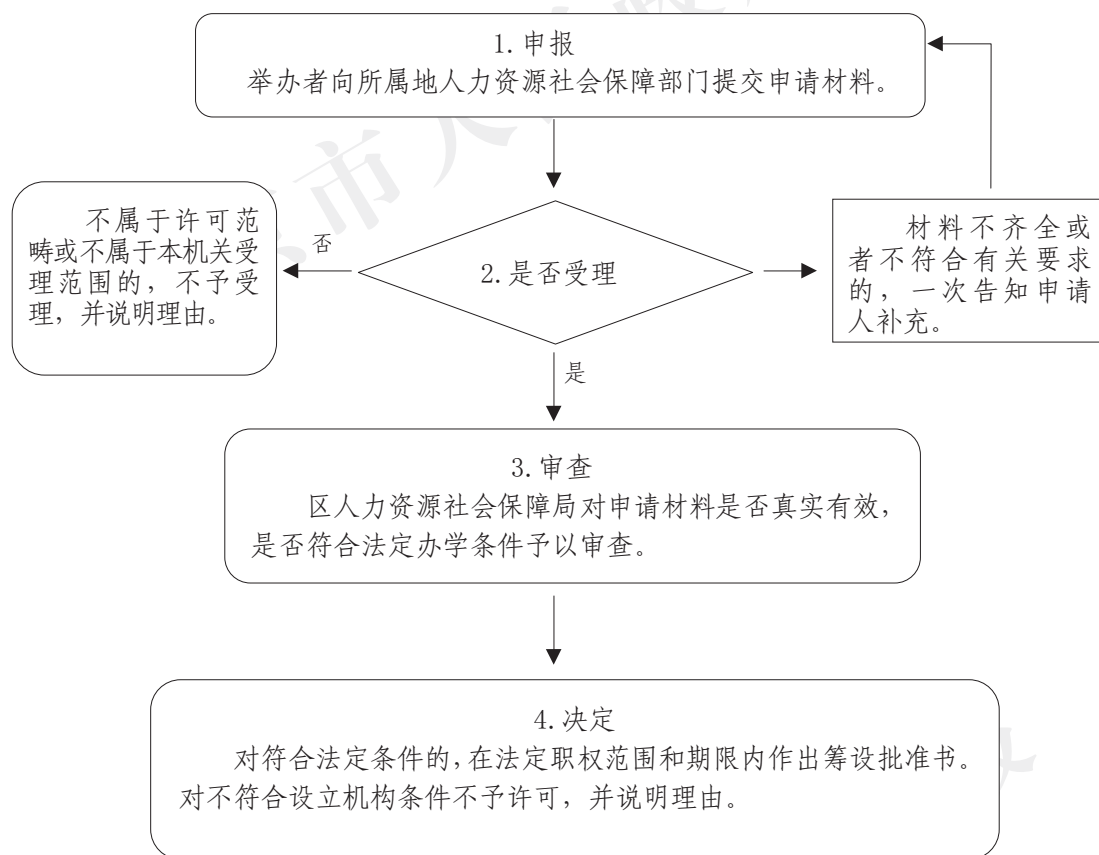 1.申报
举办者向所属地人力资源社会保障部门提交申请材料。
不属于许可范
畴或不属于本机关受
理范围的，不予受
理，并说明理由。
否
2.是否受理
材料不齐全或
者不符合有关要求
的，一次告知申请
人补充。
是
3.审查
区人力资源社会保障局对申请材料是否真实有效，
是否符合法定办学条件予以审查。
4.决定
对符合法定条件的，在法定职权范围和期限内作出筹设批准书。
对不符合设立机构条件不予许可，并说明理由。
市人